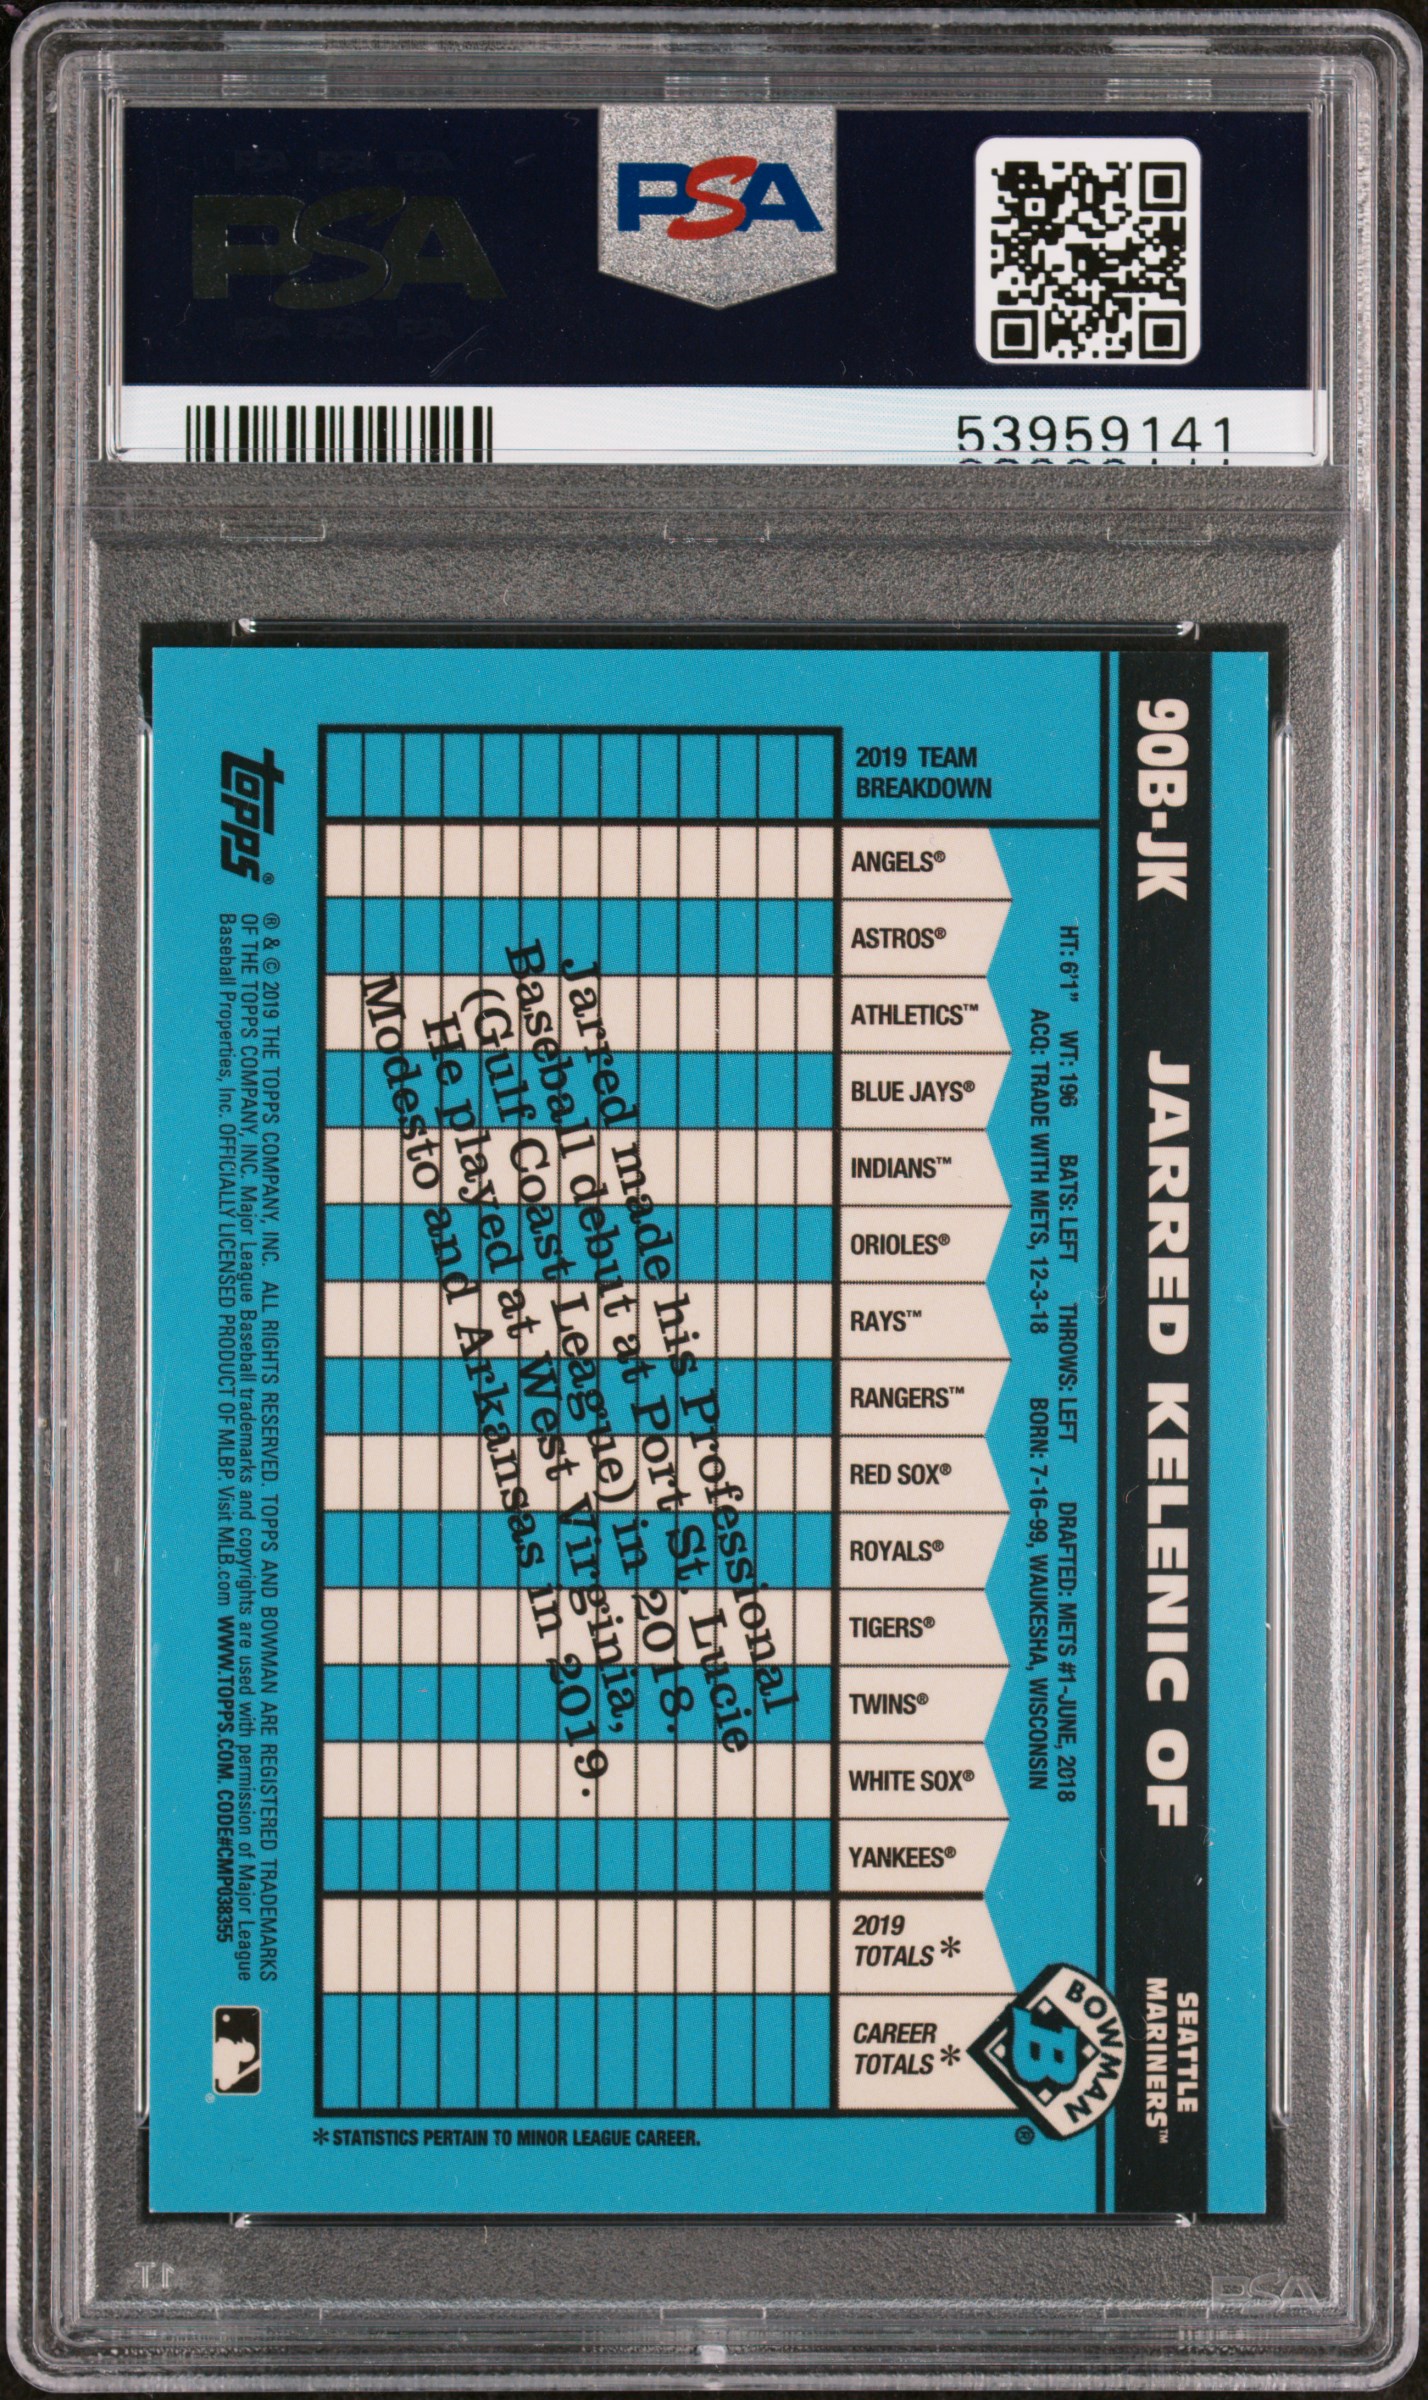 PSA
PSA
53959141
90B-JK JARRED KELENIC OF SEATTLE MARINERS™
HT: 6'1" WT: 196 BATS: LEFT THROWS: LEFT DRAFTED: METS #1-JUNE, 2018
ACQ: TRADE WITH METS, 12-3-18 BORN: 7-16-99, WAUKESHA, WISCONSIN
BOWMAN
B
®
2019 TEAM
BREAKDOWN
ANGELS®
ASTROS®
ATHLETICS™
BLUE JAYS®
INDIANS™
ORIOLES®
RAYS™
RANGERS™
RED SOX®
ROYALS®
TIGERS®
TWINS®
WHITE SOX®
YANKEES®
2019
TOTALS *
CAREER
TOTALS *
Jarred made his Professional
Baseball debut at Port St. Lucie
(Gulf Coast League) in 2018.
He played at West Virginia,
Modesto and Arkansas in 2019.
* STATISTICS PERTAIN TO MINOR LEAGUE CAREER.
Topps®
® & © 2019 THE TOPPS COMPANY, INC. ALL RIGHTS RESERVED. TOPPS AND BOWMAN ARE REGISTERED TRADEMARKS
OF THE TOPPS COMPANY, INC. Major League Baseball trademarks and copyrights are used with permission of Major League
Baseball Properties, Inc. OFFICIALLY LICENSED PRODUCT OF MLBP. Visit MLB.com WWW.TOPPS.COM. CODE#CMP038355
PSA